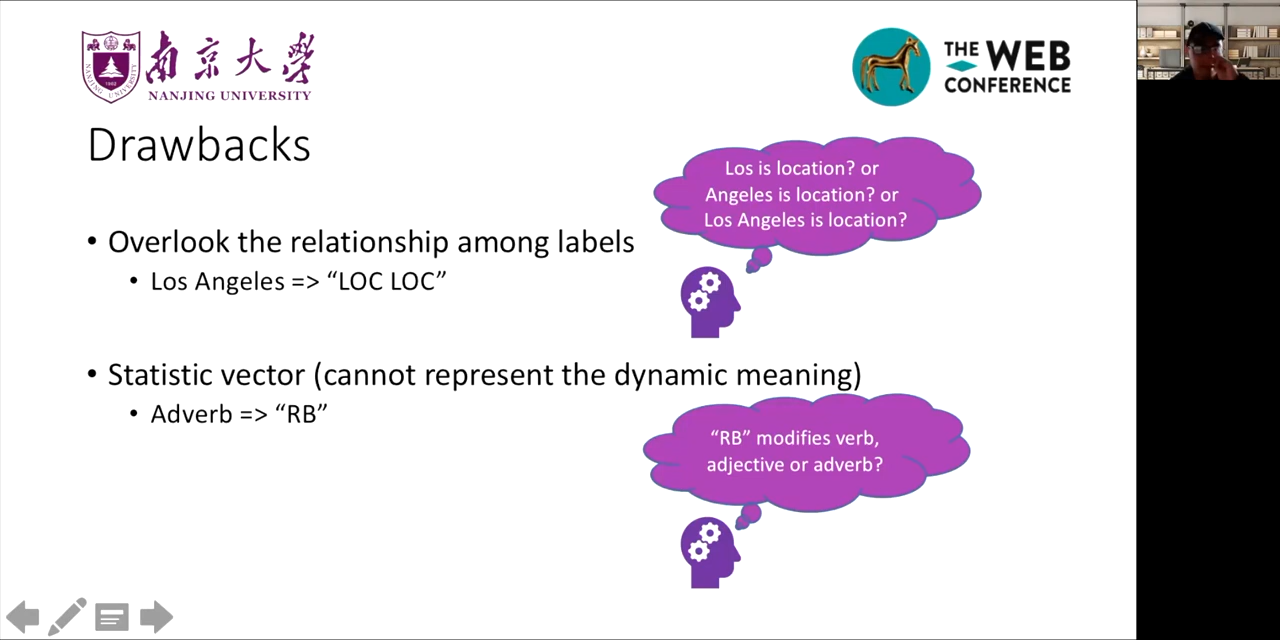 南京大学
NANJING UNIVERSITY
THE WEB
CONFERENCE
Drawbacks
Los is location? or
Angeles is location? or
Los Angeles is location?
• Overlook the relationship among labels
• Los Angeles => “LOC LOC”
• Statistic vector (cannot represent the dynamic meaning)
• Adverb => “RB”
“RB” modifies verb,
adjective or adverb?